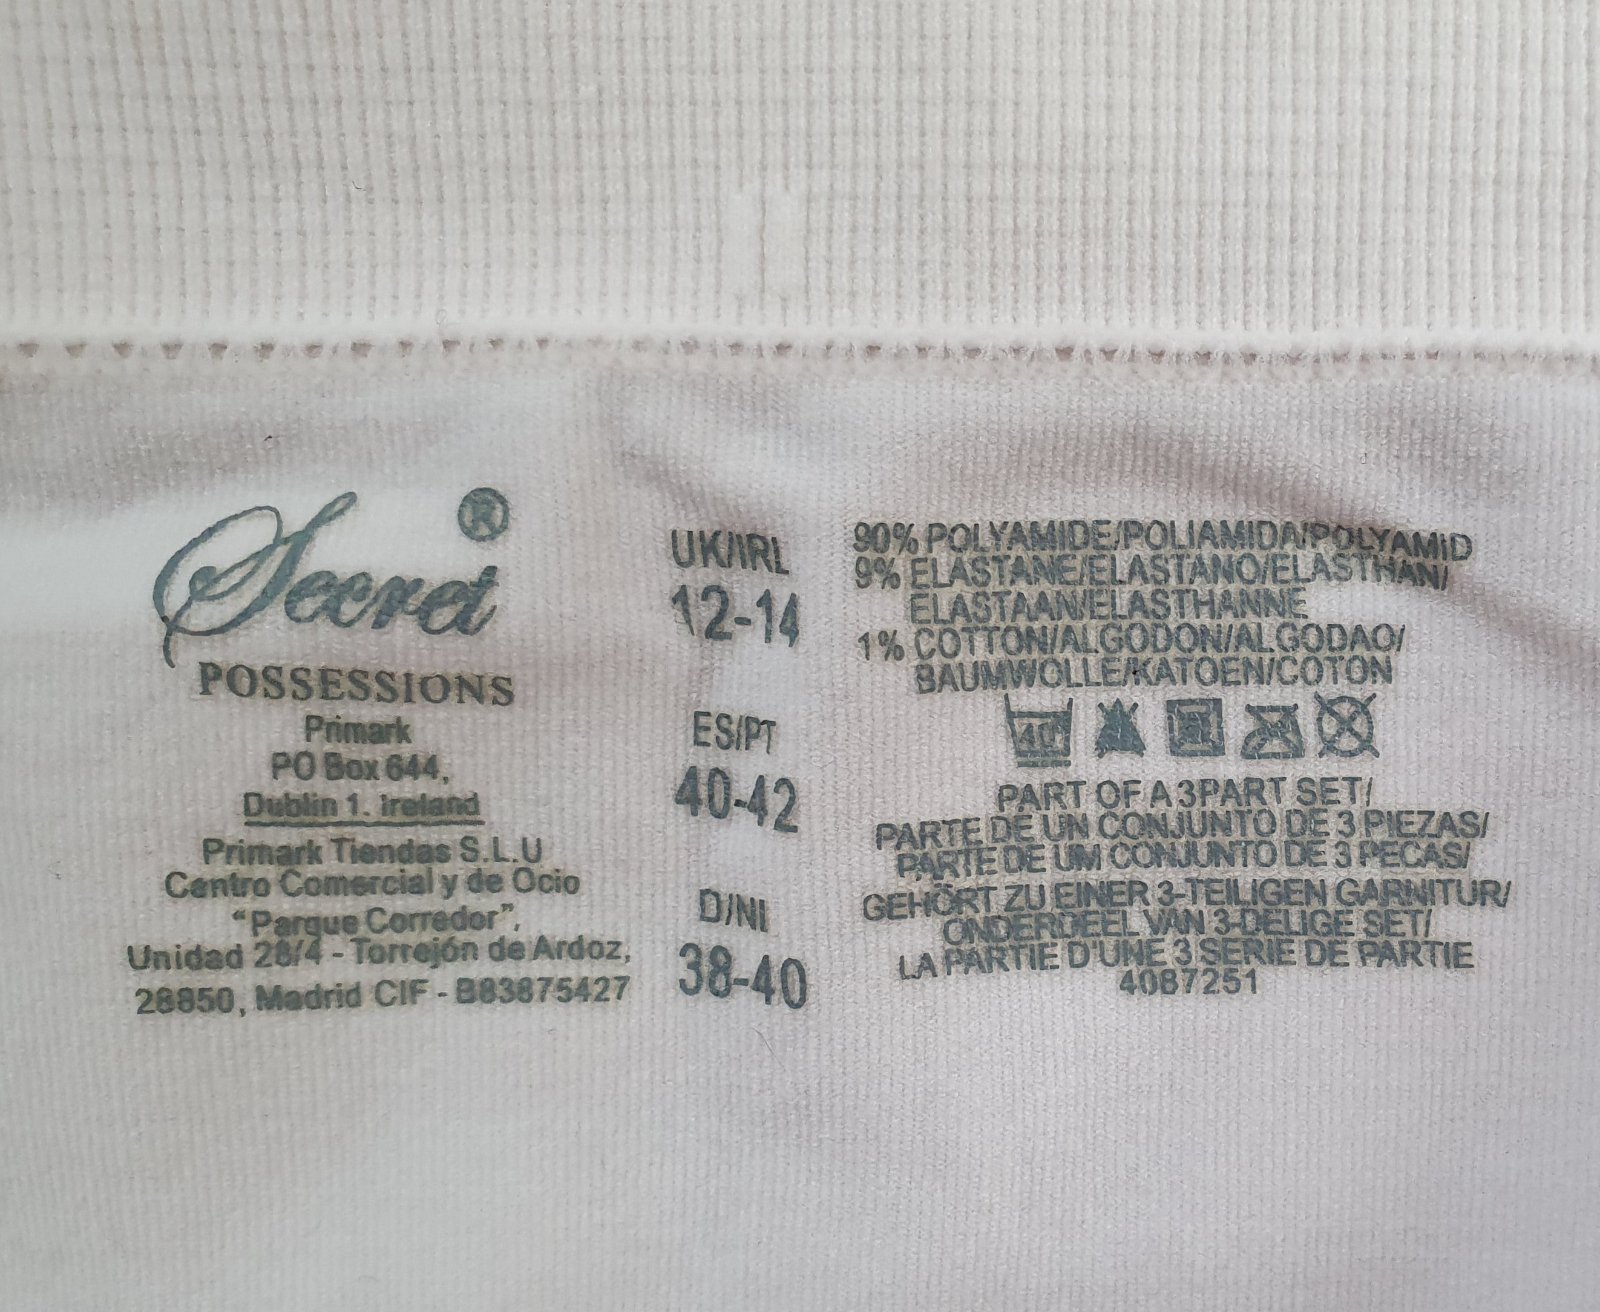 Secret ®
POSSESSIONS
Primark
PO Box 644,
Dublin 1. Ireland
Primark Tiendas S.L.U
Centro Comercial y de Ocio
"Parque Corredor",
Unidad 28/4 - Torrejón de Ardoz,
28850, Madrid CIF - B83875427
UK/IRL
12-14
ES/PT
40-42
D/NL
38-40
90% POLYAMIDE/POLIAMIDA/POLYAMID
9% ELASTANE/ELASTANO/ELASTHAN/
ELASTAAN/ELASTHANNE
1% COTTON/ALGODON/ALGODAO/
BAUMWOLLE/KATOEN/COTON
40°
PART OF A 3PART SET/
PARTE DE UN CONJUNTO DE 3 PIEZAS/
PARTE DE UM CONJUNTO DE 3 PECAS/
GEHÖRT ZU EINER 3-TEILIGEN GARNITUR/
ONDERDEEL VAN 3-DELIGE SET/
LA PARTIE D'UNE 3 SERIE DE PARTIE
4087251